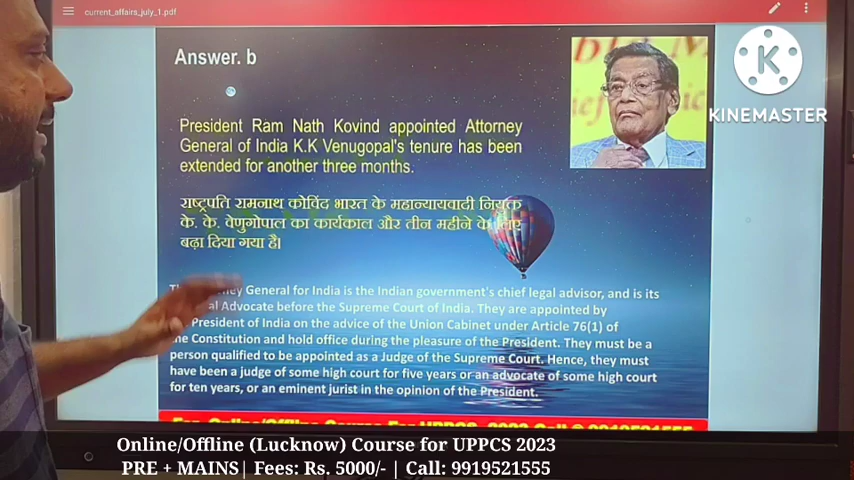 current_affairs_july_1.pdf
Answer. b
KINEMASTER
President Ram Nath Kovind appointed Attorney
General of India K.K Venugopal's tenure has been
extended for another three months.
राष्ट्रपति रामनाथ कोविंद भारत के महान्यायवादी नियुक्त
के. के. वेणुगोपाल का कार्यकाल और तीन महीने के लिए
बढ़ा दिया गया है।
General for India is the Indian government's chief legal advisor, and is its
Advocate before the Supreme Court of India. They are appointed by
President of India on the advice of the Union Cabinet under Article 76(1) of
the Constitution and hold office during the pleasure of the President. They must be a
person qualified to be appointed as a Judge of the Supreme Court. Hence, they must
have been a judge of some high court for five years or an advocate of some high court
for ten years, or an eminent jurist in the opinion of the President.
Online/Offline (Lucknow) Course for UPPCS 2023
PRE + MAINS| Fees: Rs. 5000/- | Call: 9919521555